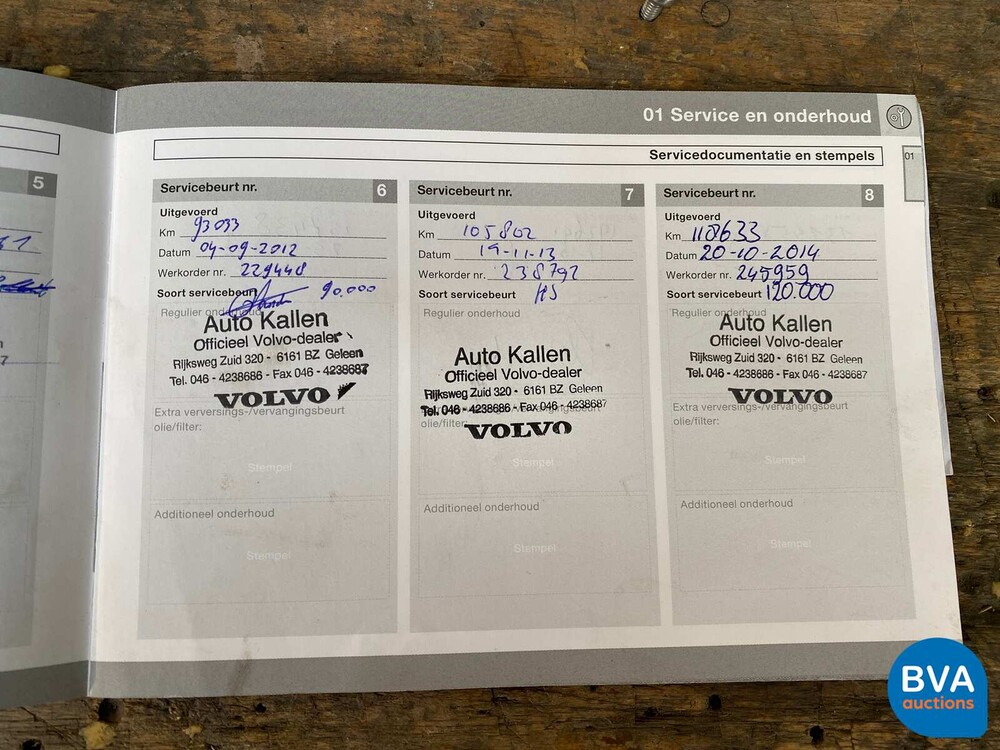 01 Service en onderhoud
Servicedocumentatie en stempels
01
5
Servicebeurt nr. 6
Uitgevoerd
Km 93033
Datum 04-09-2012
Werkorder nr. 229448
Soort servicebeurt 90.000
Regulier onderhoud
Auto Kallen
Officieel Volvo-dealer
Rijksweg Zuid 320 - 6161 BZ Geleen
Tel. 046 - 4238686 - Fax 046 - 4238687
VOLVO
Extra verversings-/vervangingsbeurt
olie/filter:
Stempel
Additioneel onderhoud
Stempel
Servicebeurt nr. 7
Uitgevoerd
Km 105802
Datum 19-11-13
Werkorder nr. 238792
Soort servicebeurt HS
Regulier onderhoud
Auto Kallen
Officieel Volvo-dealer
Rijksweg Zuid 320 - 6161 BZ Geleen
Tel. 046 - 4238686 - Fax 046 - 4238687
olie/filter:
VOLVO
Stempel
Additioneel onderhoud
Stempel
Servicebeurt nr. 8
Uitgevoerd
Km 118633
Datum 20-10-2014
Werkorder nr. 245959
Soort servicebeurt 120.000
Regulier onderhoud
Auto Kallen
Officieel Volvo-dealer
Rijksweg Zuid 320 - 6161 BZ Geleen
Tel. 046 - 4238686 - Fax 046 - 4238687
VOLVO
Extra verversings-/vervangingsbeurt
olie/filter:
Stempel
Additioneel onderhoud
Stempel
BVA
auctions